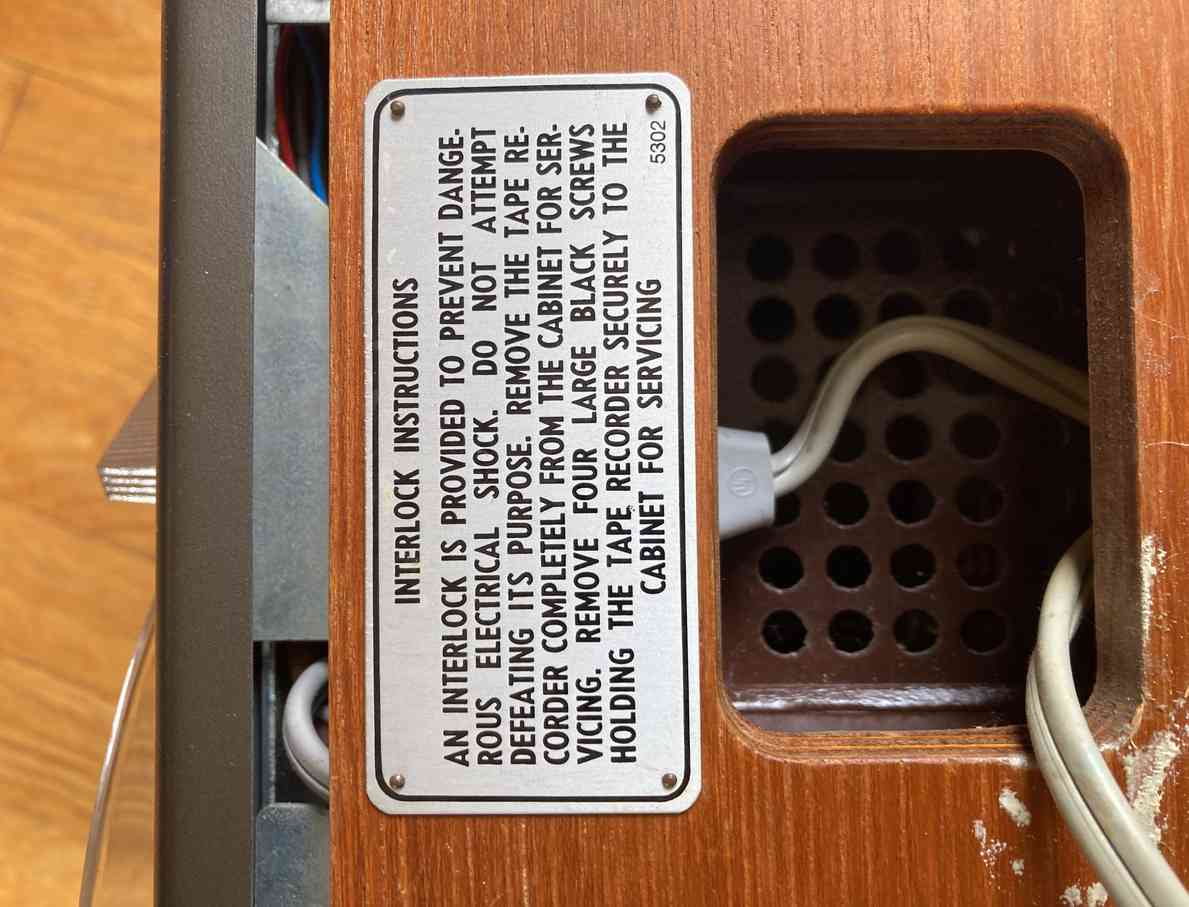 INTERLOCK INSTRUCTIONS
AN INTERLOCK IS PROVIDED TO PREVENT DANGE-
ROUS ELECTRICAL SHOCK. DO NOT ATTEMPT
DEFEATING ITS PURPOSE. REMOVE THE TAPE RE-
CORDER COMPLETELY FROM THE CABINET FOR SER-
VICING. REMOVE FOUR LARGE BLACK SCREWS
HOLDING THE TAPE RECORDER SECURELY TO THE
CABINET FOR SERVICING
5302